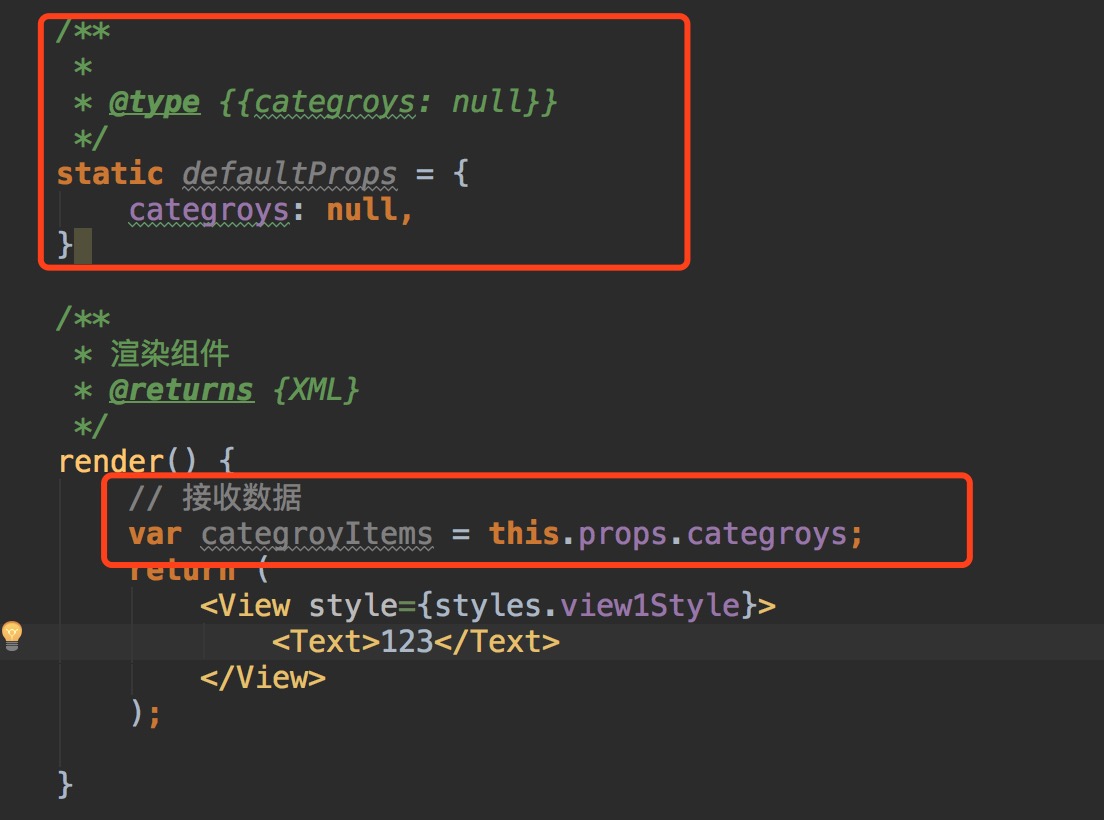 /**
 *
 * @type {{categroys: null}}
 */
static defaultProps = {
    categroys: null,
}
/**
 * 渲染组件
 * @returns {XML}
 */
render() {
    // 接收数据
    var categroyItems = this.props.categroys;
    return (
        <View style={styles.view1Style}>
            <Text>123</Text>
        </View>
    );
}